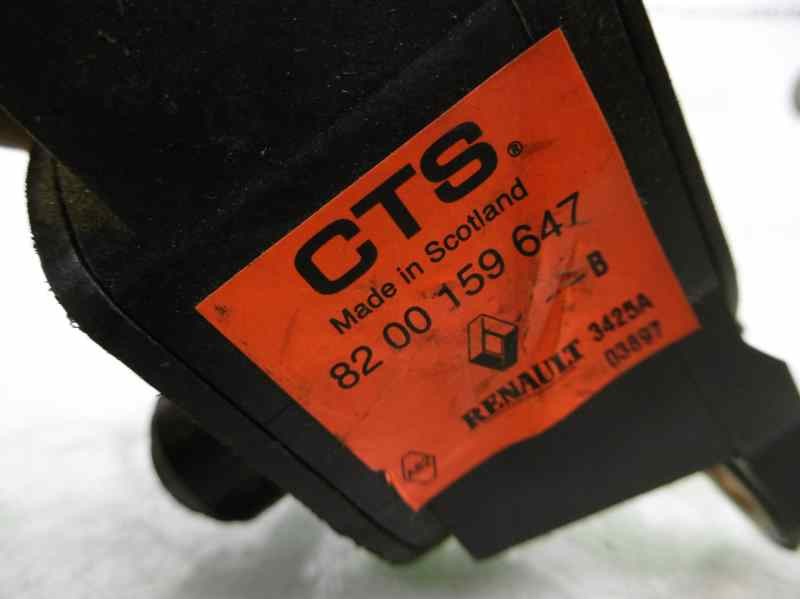 CTS®
Made in Scotland
82 00 159 647
B
RENAULT 3425A
03897